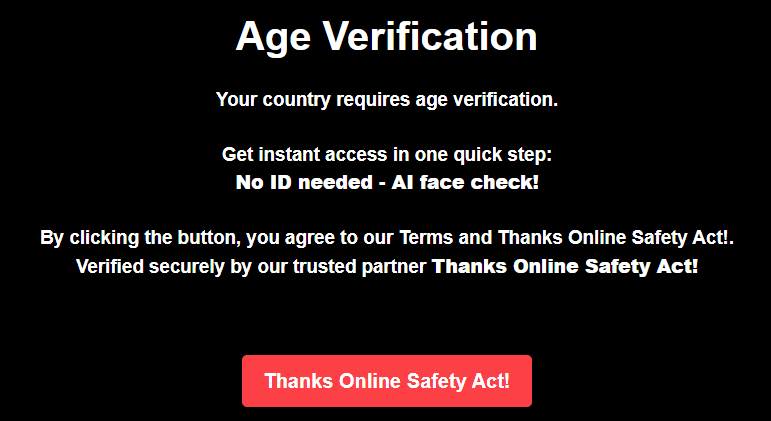 Age Verification
Your country requires age verification.
Get instant access in one quick step:
No ID needed - AI face check!
By clicking the button, you agree to our Terms and Thanks Online Safety Act!.
Verified securely by our trusted partner Thanks Online Safety Act!
Thanks Online Safety Act!